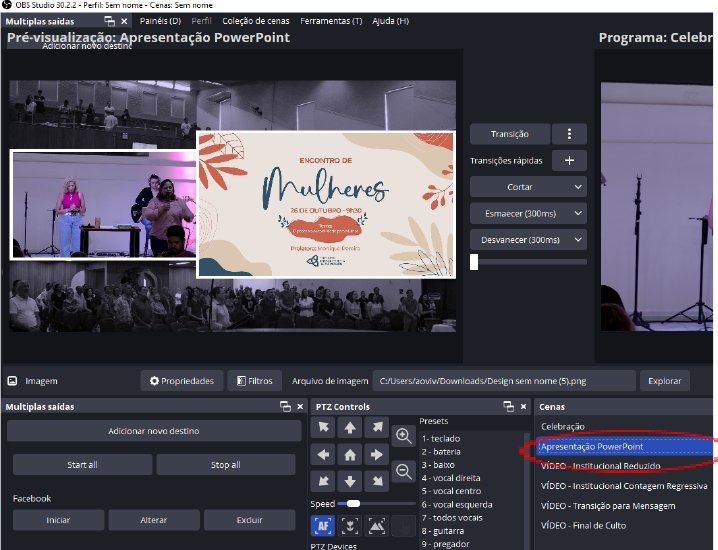 OBS Studio 30.2.2 - Perfil: Sem nome - Cenas: Sem nome
Multiplas saídas
Painéis (D) Perfil Coleção de cenas Ferramentas (T) Ajuda (H)
Adicionar novo destino
Pré-visualização: Apresentação PowerPoint
Programa: Celebr
ENCONTRO DE
Mulheres
26 DE OUTUBRO - 9h30
Tema:
Preletora: Monique Pereira
Transição
Transições rápidas
Cortar
Esmaecer (300ms)
Desvanecer (300ms)
Imagem
Propriedades
Filtros
Arquivo de imagem
C:/Users/aoviv/Downloads/Design sem nome (5).png
Explorar
Multiplas saídas
Adicionar novo destino
Start all
Stop all
Facebook
Iniciar
Alterar
Excluir
PTZ Controls
Speed
AF
PTZ Devices
Presets
1- teclado
2 - bateria
3 - baixo
4 - vocal direita
5 - vocal centro
6 - vocal esquerda
7 - todos vocais
8 - guitarra
9 - pregador
Cenas
Celebração
Apresentação PowerPoint
VÍDEO - Institucional Reduzido
VÍDEO - Institucional Contagem Regressiva
VÍDEO - Transição para Mensagem
VÍDEO - Final de Culto